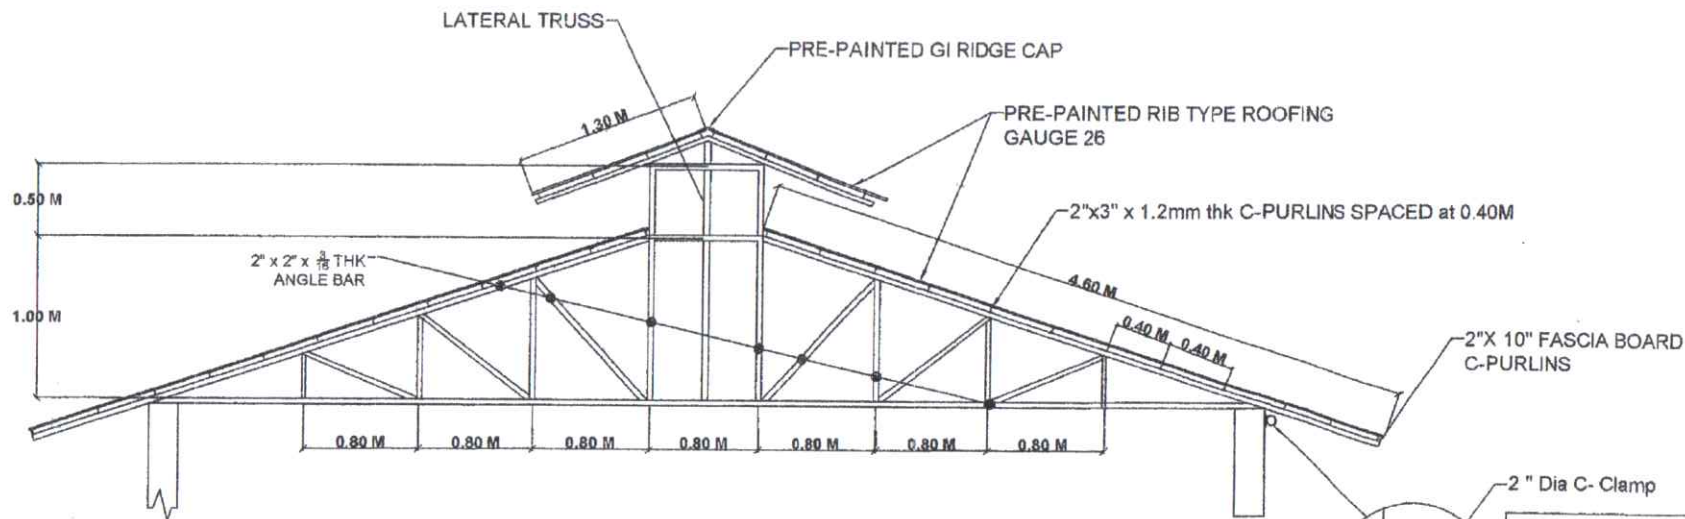 LATERAL TRUSS
PRE-PAINTED GI RIDGE CAP
1.30 M
PRE-PAINTED RIB TYPE ROOFING
GAUGE 26
0.50 M
2"x3" x 1.2mm thk C-PURLINS SPACED at 0.40M
2" x 2" x 3/16 THK
ANGLE BAR
4.60 M
1.00 M
0.40 M
0.40 M
2"X 10" FASCIA BOARD
C-PURLINS
0.80 M
0.80 M
0.80 M
0.80 M
0.80 M
0.80 M
0.80 M
2 " Dia C- Clamp